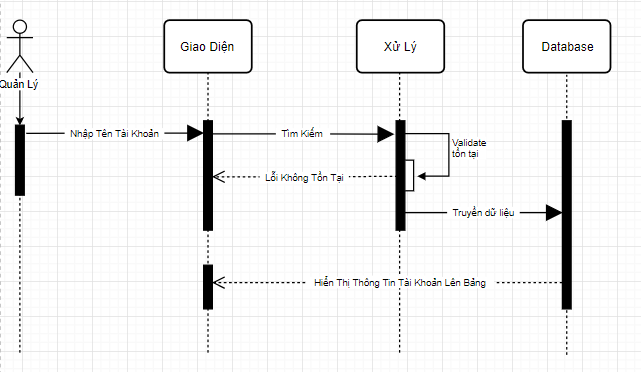 Giao Diện
Xử Lý
Database
Quản Lý
Nhập Tên Tài Khoản
Tìm Kiếm
Validate
tồn tại
Lỗi Không Tồn Tại
Truyền dữ liệu
Hiển Thị Thông Tin Tài Khoản Lên Bảng